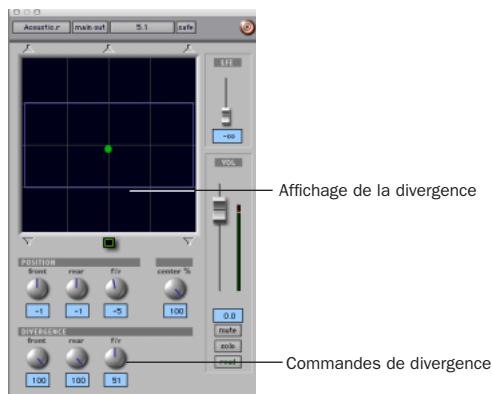 Acoustic.r main out 5.1 safe
LFE
-∞
VOL
Affichage de la divergence
POSITION
front rear f/r center %
-1 -1 -5 100
0.0
mute
DIVERGENCE
solo
front rear f/r
read
Commandes de divergence
100 100 51